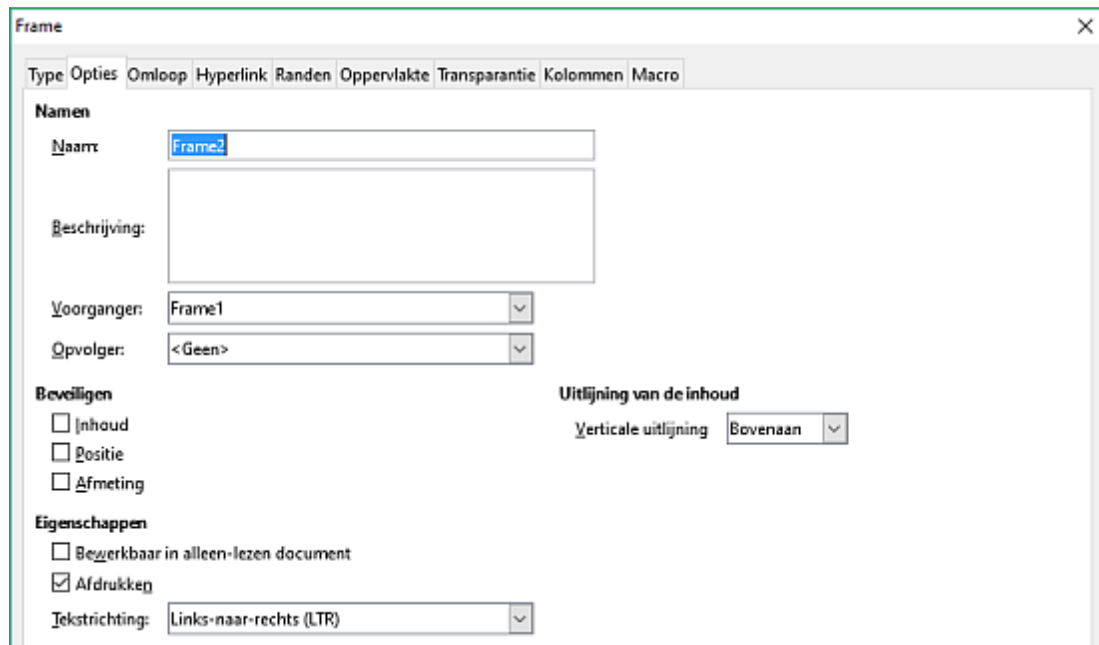 Frame
Type Opties Omloop Hyperlink Randen Oppervlakte Transparantie Kolommen Macro
Namen
Naam: Frame2
Beschrijving:
Voorganger: Frame1
Opvolger: <Geen>
Beveiligen Uitlijning van de inhoud
Inhoud Verticale uitlijning Bovenaan
Positie
Afmeting
Eigenschappen
Bewerkbaar in alleen-lezen document
Afdrukken
Tekstrichting: Links-naar-rechts (LTR)